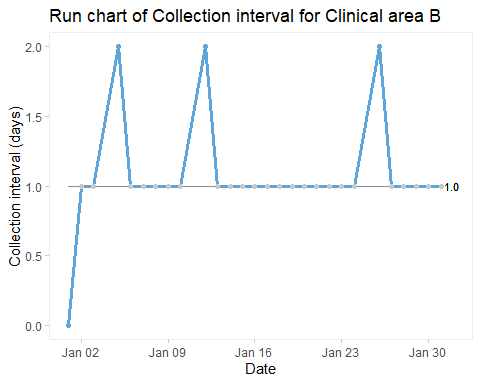 Run chart of Collection interval for Clinical area B
2.0
1.5
1.0
0.5
0.0
Collection interval (days)
1.0
Jan 02 Jan 09 Jan 16 Jan 23 Jan 30
Date